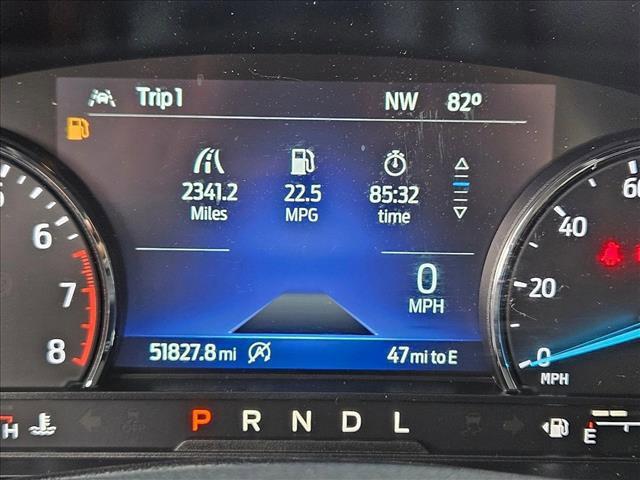 Trip 1 NW 82º
2341.2 22.5 85:32
Miles MPG time
0
MPH
51827.8 mi 47 mi to E
6
7
8
60
40
20
0
MPH
H P R N D L E